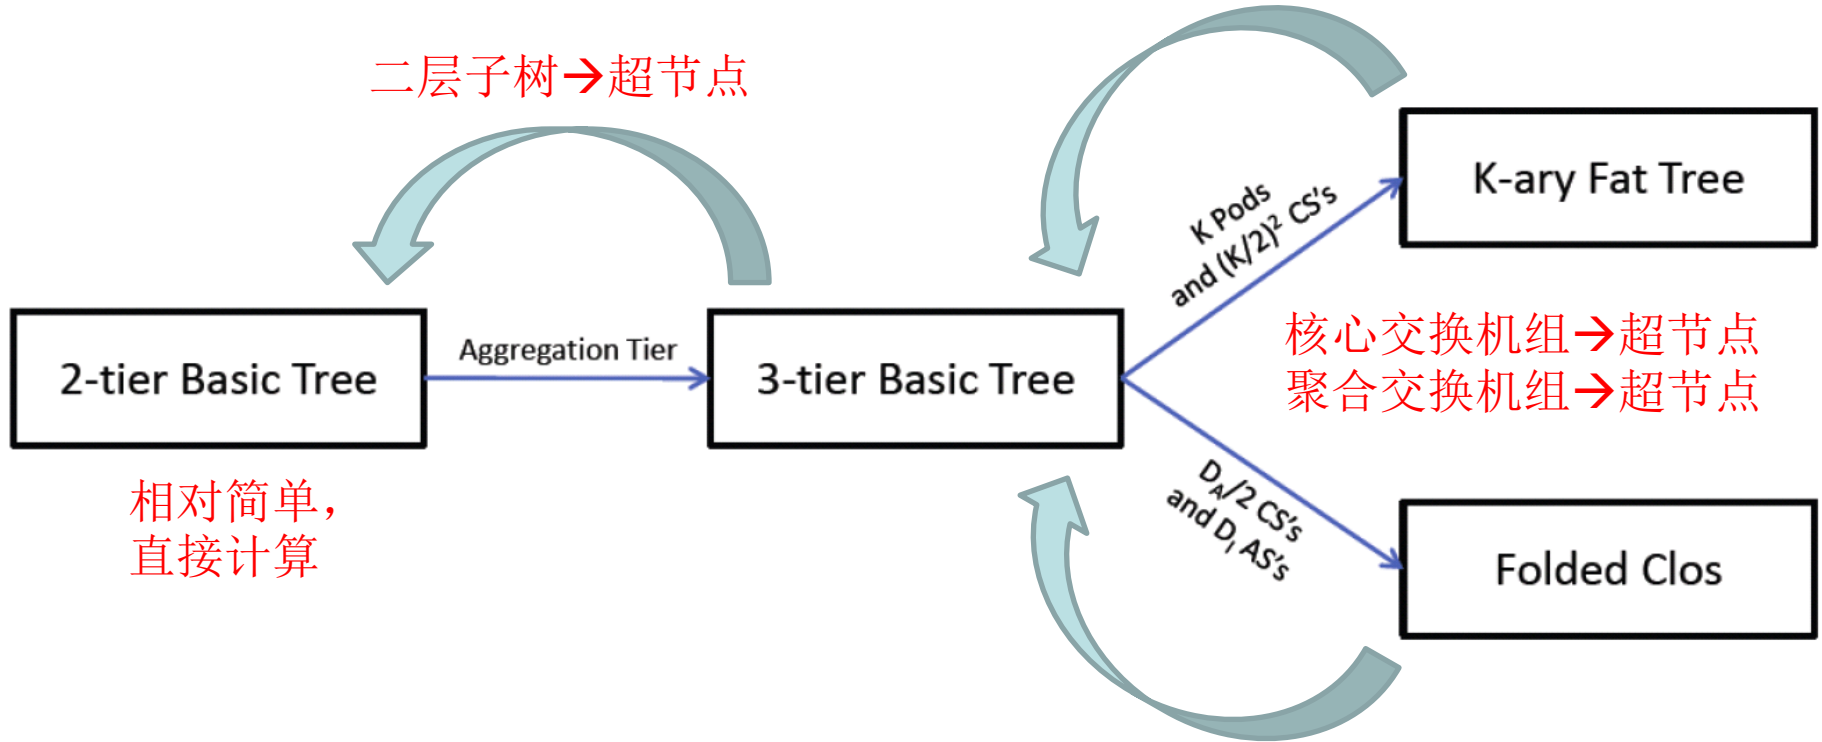 二层子树→超节点
K-ary Fat Tree
K Pods
and (K/2)² CS's
2-tier Basic Tree
Aggregation Tier
3-tier Basic Tree
核心交换机组→超节点
聚合交换机组→超节点
相对简单，
直接计算
D_A/2 CS's
and D_I AS's
Folded Clos